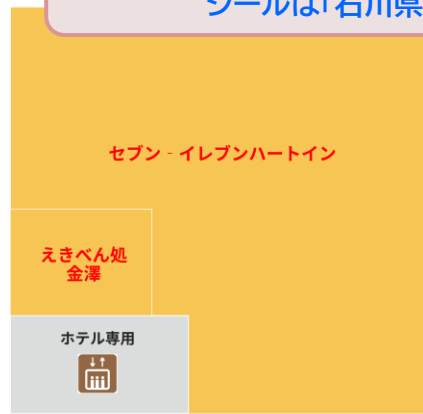 シールは「石川県
セブン‐イレブンハートイン
えきべん処
金澤
ホテル専用